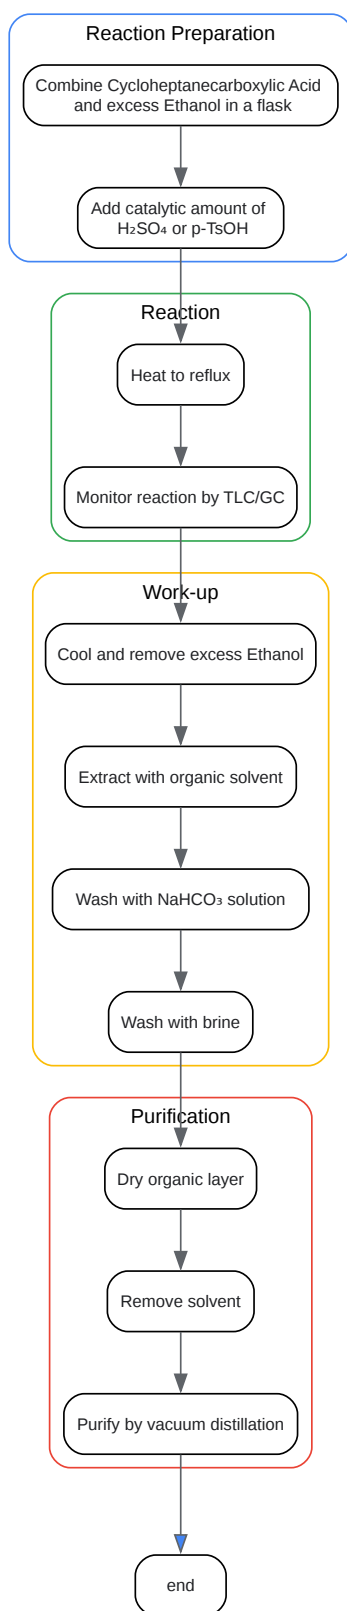 Reaction Preparation
Combine Cycloheptanecarboxylic Acid
and excess Ethanol in a flask
Add catalytic amount of
H₂SO₄ or p-TsOH
Reaction
Heat to reflux
Monitor reaction by TLC/GC
Work-up
Cool and remove excess Ethanol
Extract with organic solvent
Wash with NaHCO₃ solution
Wash with brine
Purification
Dry organic layer
Remove solvent
Purify by vacuum distillation
end